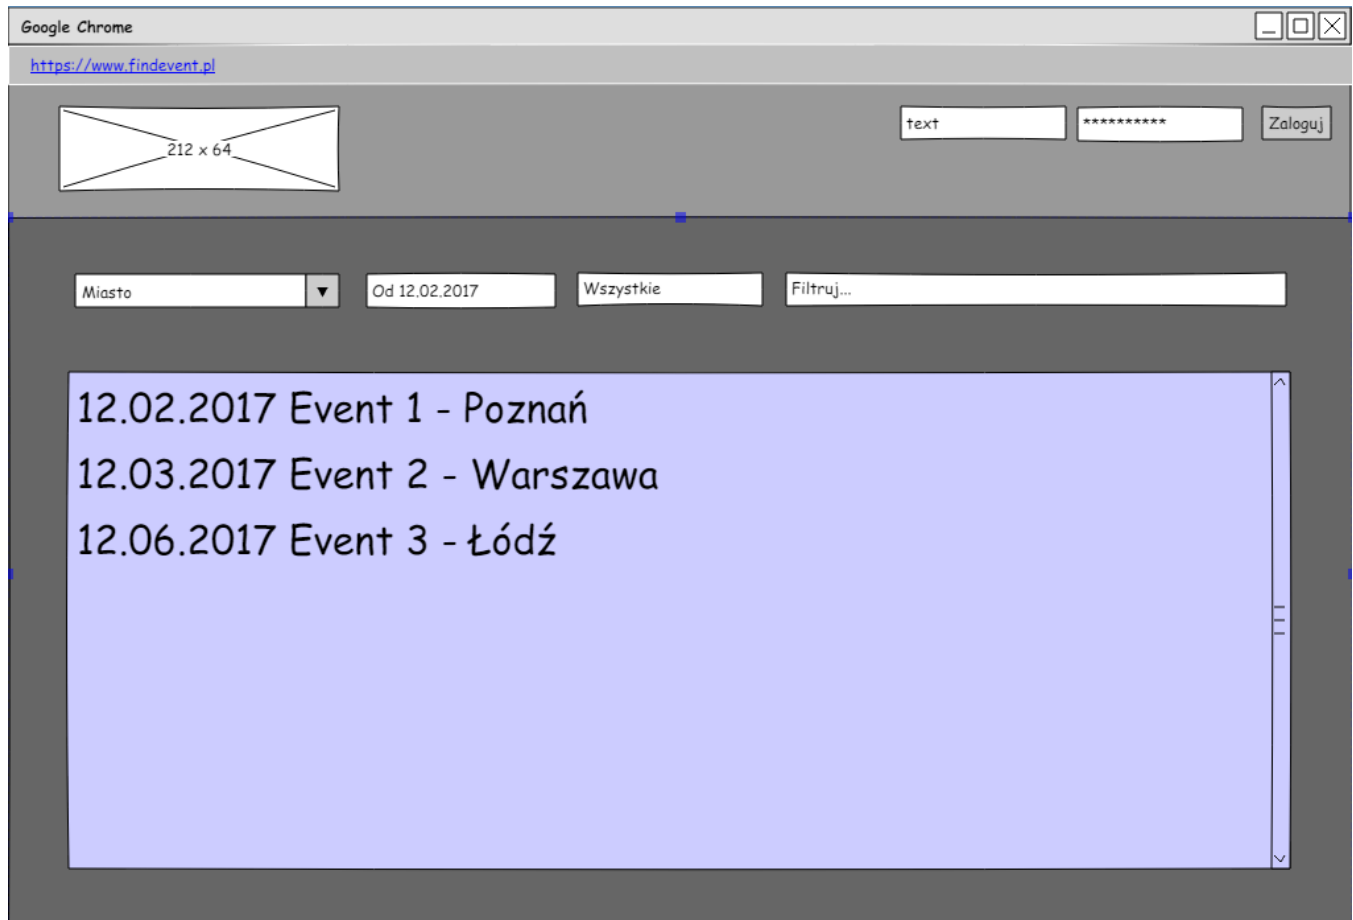 Google Chrome
https://www.findevent.pl
212 x 64
text
**********
Zaloguj
Miasto
Od 12.02.2017
Wszystkie
Filtruj...
12.02.2017 Event 1 - Poznań
12.03.2017 Event 2 - Warszawa
12.06.2017 Event 3 - Łódź